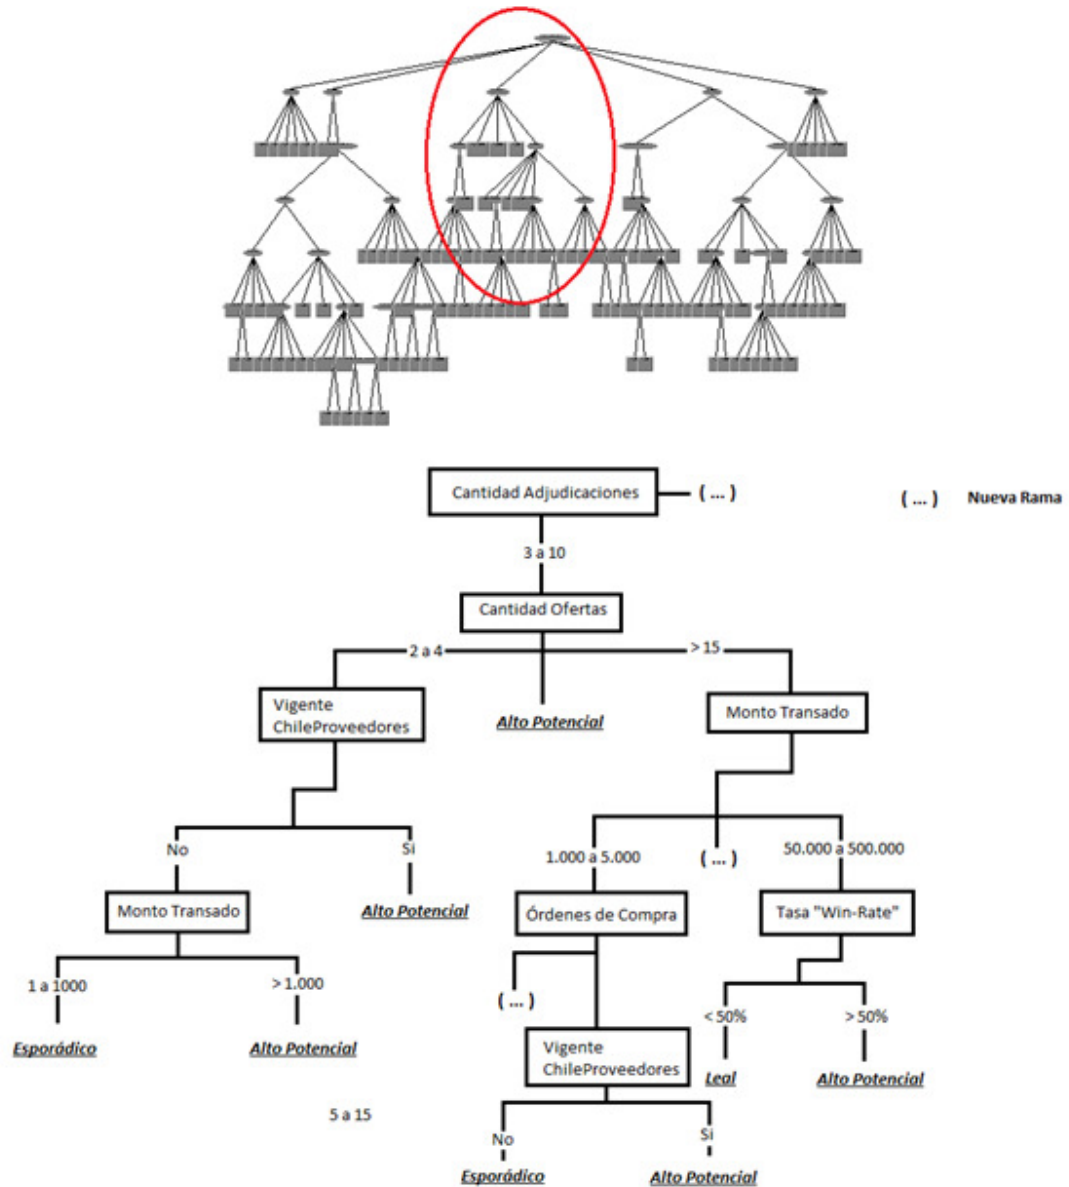 Cantidad Adjudicaciones
( ... )
( ... ) Nueva Rama
3 a 10
Cantidad Ofertas
2 a 4
> 15
Vigente
ChileProveedores
Alto Potencial
Monto Transado
No
Si
1.000 a 5.000
( ... )
50.000 a 500.000
Monto Transado
Alto Potencial
Órdenes de Compra
Tasa "Win-Rate"
1 a 1000
> 1.000
( ... )
< 50%
> 50%
Esporádico
Alto Potencial
Vigente
ChileProveedores
Leal
Alto Potencial
5 a 15
No
Si
Esporádico
Alto Potencial